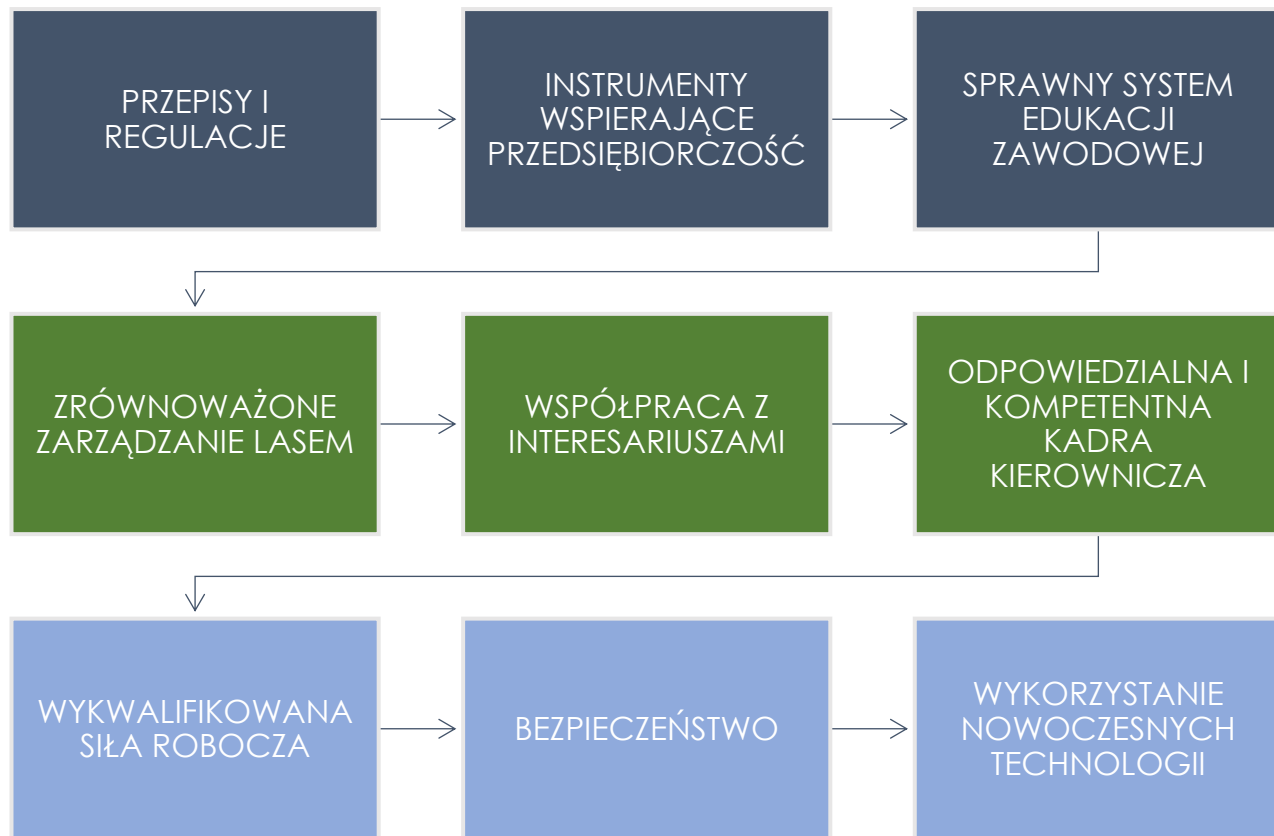 PRZEPISY I
REGULACJE
INSTRUMENTY
WSPIERAJĄCE
PRZEDSIĘBIORCZOŚĆ
SPRAWNY SYSTEM
EDUKACJI
ZAWODOWEJ
ZRÓWNOWAŻONE
ZARZĄDZANIE LASEM
WSPÓŁPRACA Z
INTERESARIUSZAMI
ODPOWIEDZIALNA I
KOMPETENTNA
KADRA
KIEROWNICZA
WYKWALIFIKOWANA
SIŁA ROBOCZA
BEZPIECZEŃSTWO
WYKORZYSTANIE
NOWOCZESNYCH
TECHNOLOGII